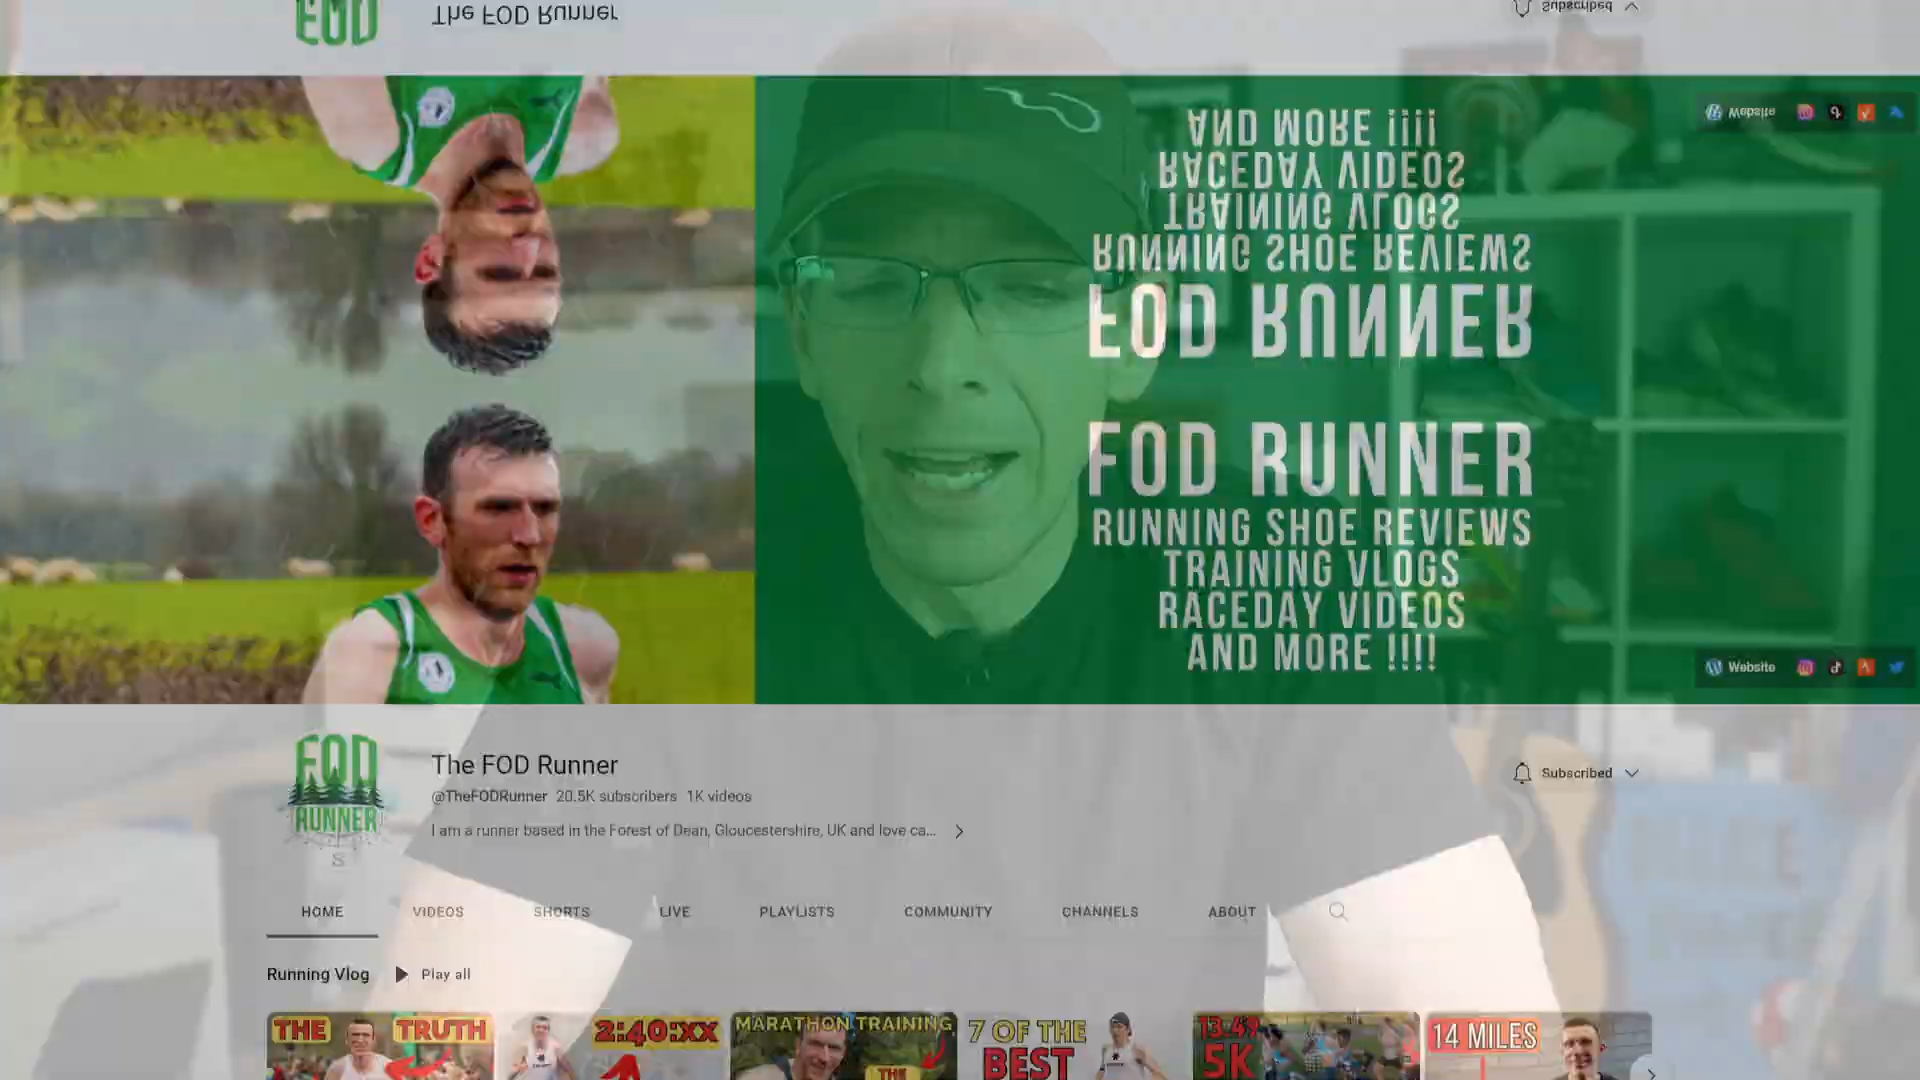 FOD
The FOD Runner
Subscribed
Website
AND MORE !!!!
RACEDAY VIDEOS
TRAINING VLOGS
RUNNING SHOE REVIEWS
FOD RUNNER
FOD RUNNER
RUNNING SHOE REVIEWS
TRAINING VLOGS
RACEDAY VIDEOS
AND MORE !!!!
Website
FOD
RUNNER
The FOD Runner
Subscribed
@TheFODRunner 20.5K subscribers 1K videos
I am a runner based in the Forest of Dean, Gloucestershire, UK and love ca...
HOME VIDEOS SHORTS LIVE PLAYLISTS COMMUNITY CHANNELS ABOUT
Running Vlog Play all
THE TRUTH
2:40:XX
MARATHON TRAINING
THE
7 OF THE
BEST
13:49
5K
14 MILES